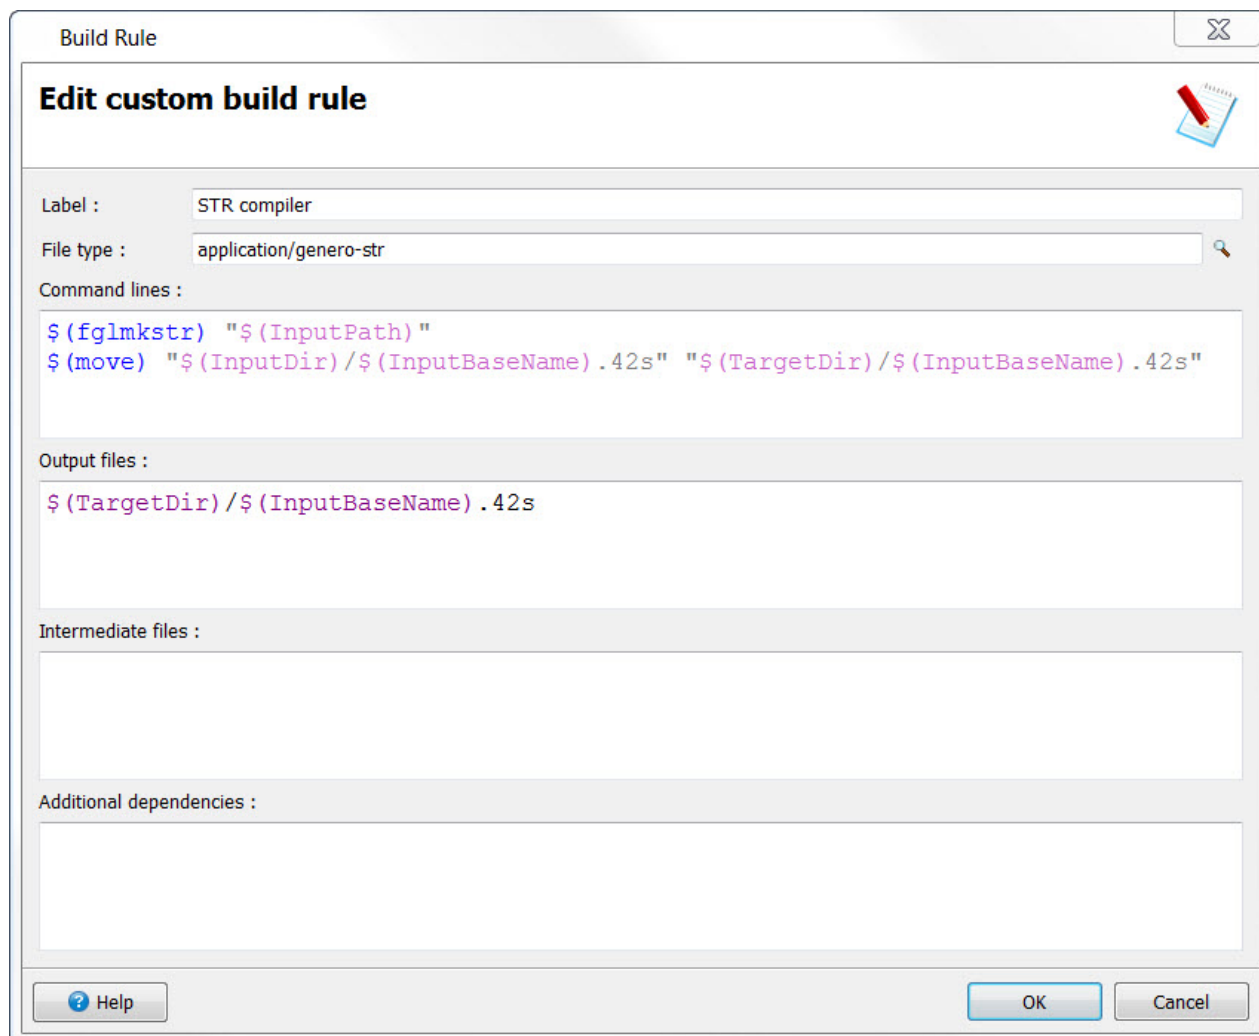 Build Rule
Edit custom build rule
Label :
STR compiler
File type :
application/genero-str
Command lines :
$(fglmkstr) "$(InputPath)"
$(move) "$(InputDir)/$(InputBaseName).42s" "$(TargetDir)/$(InputBaseName).42s"
Output files :
$(TargetDir)/$(InputBaseName).42s
Intermediate files :
Additional dependencies :
Help
OK
Cancel